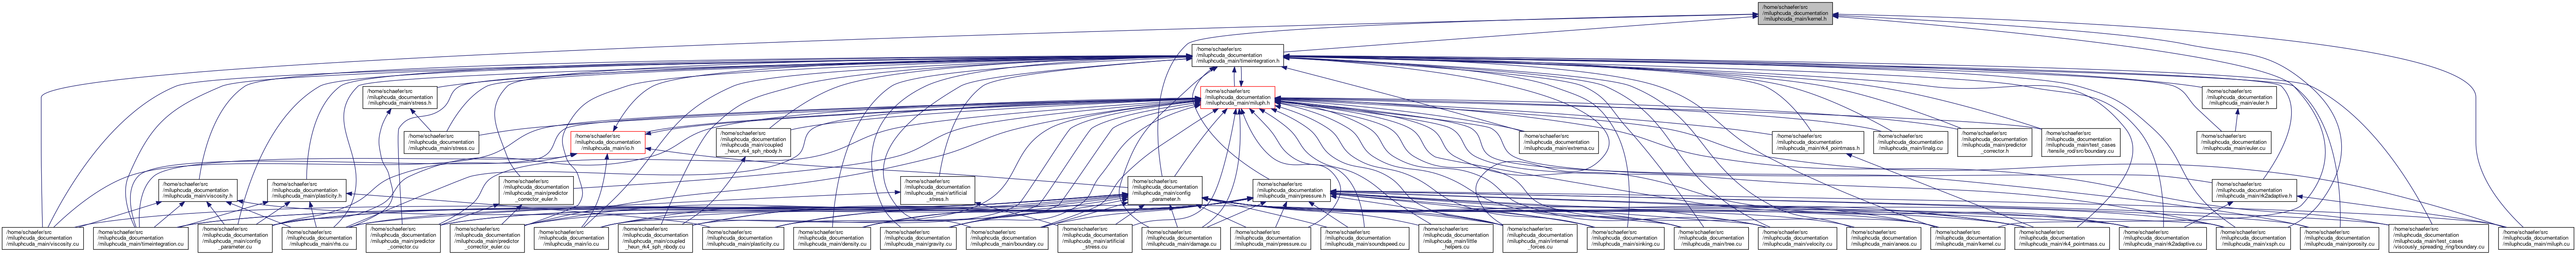 /home/schaefer/src
/miluphcuda_documentation
/miluphcuda_main/kernel.h
/home/schaefer/src
/miluphcuda_documentation
/miluphcuda_main/timeintegration.h
/home/schaefer/src
/miluphcuda_documentation
/miluphcuda_main/stress.h
/home/schaefer/src
/miluphcuda_documentation
/miluphcuda_main/miluph.h
/home/schaefer/src
/miluphcuda_documentation
/miluphcuda_main/euler.h
/home/schaefer/src
/miluphcuda_documentation
/miluphcuda_main/stress.cu
/home/schaefer/src
/miluphcuda_documentation
/miluphcuda_main/io.h
/home/schaefer/src
/miluphcuda_documentation
/miluphcuda_main/coupled
_heun_rk4_sph_nbody.h
/home/schaefer/src
/miluphcuda_documentation
/miluphcuda_main/extrema.cu
/home/schaefer/src
/miluphcuda_documentation
/miluphcuda_main/rk4_pointmass.h
/home/schaefer/src
/miluphcuda_documentation
/miluphcuda_main/linalg.cu
/home/schaefer/src
/miluphcuda_documentation
/miluphcuda_main/predictor
_corrector.h
/home/schaefer/src
/miluphcuda_documentation
/miluphcuda_main/test_cases
/tensile_rod/src/boundary.cu
/home/schaefer/src
/miluphcuda_documentation
/miluphcuda_main/euler.cu
/home/schaefer/src
/miluphcuda_documentation
/miluphcuda_main/viscosity.h
/home/schaefer/src
/miluphcuda_documentation
/miluphcuda_main/plasticity.h
/home/schaefer/src
/miluphcuda_documentation
/miluphcuda_main/predictor
_corrector_euler.h
/home/schaefer/src
/miluphcuda_documentation
/miluphcuda_main/artificial
_stress.h
/home/schaefer/src
/miluphcuda_documentation
/miluphcuda_main/config
_parameter.h
/home/schaefer/src
/miluphcuda_documentation
/miluphcuda_main/pressure.h
/home/schaefer/src
/miluphcuda_documentation
/miluphcuda_main/rk2adaptive.h
/home/schaefer/src
/miluphcuda_documentation
/miluphcuda_main/viscosity.cu
/home/schaefer/src
/miluphcuda_documentation
/miluphcuda_main/timeintegration.cu
/home/schaefer/src
/miluphcuda_documentation
/miluphcuda_main/config
_parameter.cu
/home/schaefer/src
/miluphcuda_documentation
/miluphcuda_main/rhs.cu
/home/schaefer/src
/miluphcuda_documentation
/miluphcuda_main/predictor
_corrector.cu
/home/schaefer/src
/miluphcuda_documentation
/miluphcuda_main/predictor
_corrector_euler.cu
/home/schaefer/src
/miluphcuda_documentation
/miluphcuda_main/io.cu
/home/schaefer/src
/miluphcuda_documentation
/miluphcuda_main/coupled
_heun_rk4_sph_nbody.cu
/home/schaefer/src
/miluphcuda_documentation
/miluphcuda_main/plasticity.cu
/home/schaefer/src
/miluphcuda_documentation
/miluphcuda_main/density.cu
/home/schaefer/src
/miluphcuda_documentation
/miluphcuda_main/gravity.cu
/home/schaefer/src
/miluphcuda_documentation
/miluphcuda_main/boundary.cu
/home/schaefer/src
/miluphcuda_documentation
/miluphcuda_main/artificial
_stress.cu
/home/schaefer/src
/miluphcuda_documentation
/miluphcuda_main/damage.cu
/home/schaefer/src
/miluphcuda_documentation
/miluphcuda_main/pressure.cu
/home/schaefer/src
/miluphcuda_documentation
/miluphcuda_main/soundspeed.cu
/home/schaefer/src
/miluphcuda_documentation
/miluphcuda_main/little
_helpers.cu
/home/schaefer/src
/miluphcuda_documentation
/miluphcuda_main/internal
_forces.cu
/home/schaefer/src
/miluphcuda_documentation
/miluphcuda_main/sinking.cu
/home/schaefer/src
/miluphcuda_documentation
/miluphcuda_main/tree.cu
/home/schaefer/src
/miluphcuda_documentation
/miluphcuda_main/velocity.cu
/home/schaefer/src
/miluphcuda_documentation
/miluphcuda_main/aneos.cu
/home/schaefer/src
/miluphcuda_documentation
/miluphcuda_main/kernel.cu
/home/schaefer/src
/miluphcuda_documentation
/miluphcuda_main/rk4_pointmass.cu
/home/schaefer/src
/miluphcuda_documentation
/miluphcuda_main/rk2adaptive.cu
/home/schaefer/src
/miluphcuda_documentation
/miluphcuda_main/xsph.cu
/home/schaefer/src
/miluphcuda_documentation
/miluphcuda_main/porosity.cu
/home/schaefer/src
/miluphcuda_documentation
/miluphcuda_main/test_cases
/viscously_spreading_ring/boundary.cu
/home/schaefer/src
/miluphcuda_documentation
/miluphcuda_main/miluph.cu